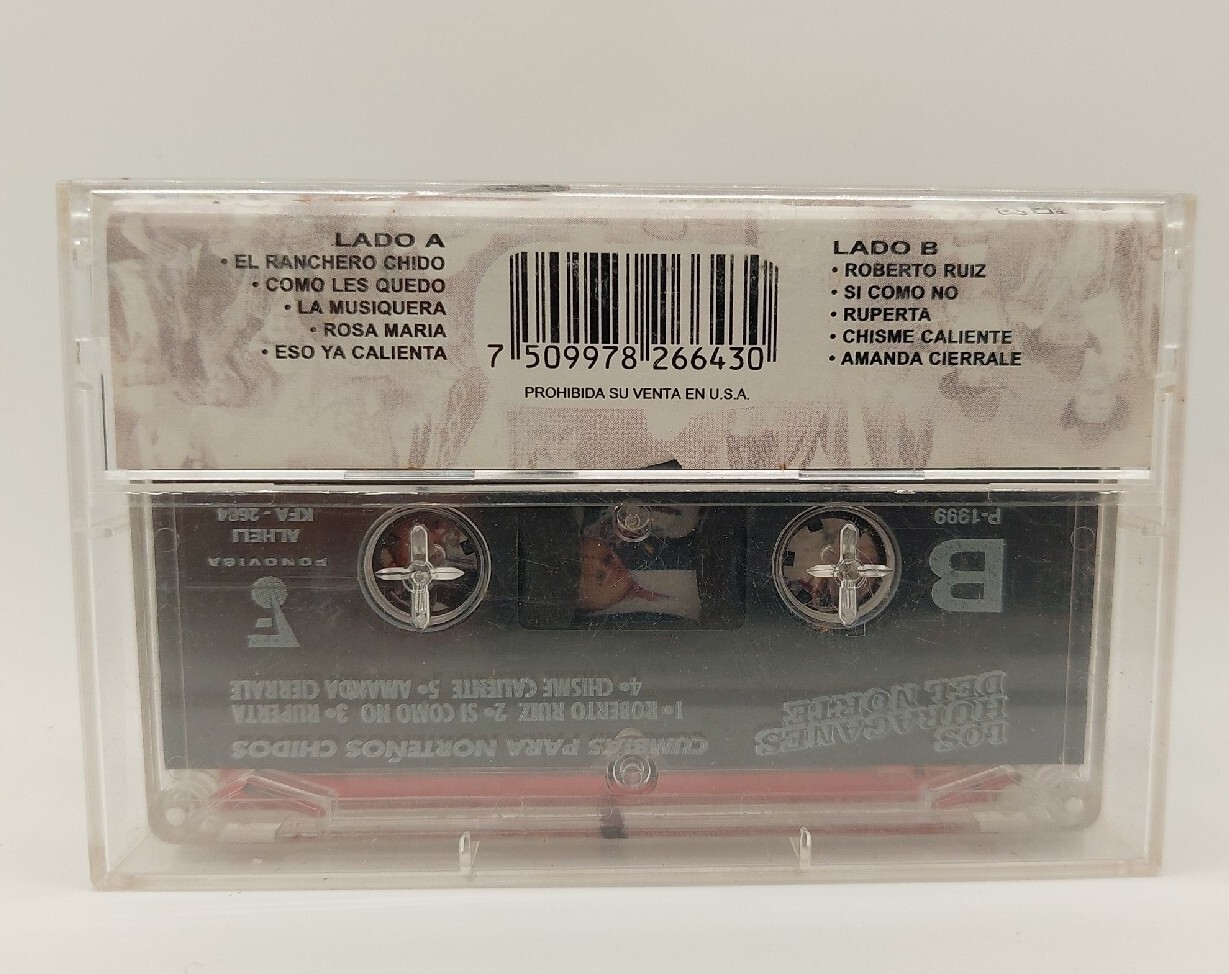 LADO A
• EL RANCHERO CHIDO
• COMO LES QUEDO
• LA MUSIQUERA
• ROSA MARIA
• ESO YA CALIENTA
7 509978 266430
PROHIBIDA SU VENTA EN U.S.A.
LADO B
• ROBERTO RUIZ
• SI COMO NO
• RUPERTA
• CHISME CALIENTE
• AMANDA CIERRALE
LOS
HURACANES
DEL NORTE
CUMBIAS PARA NORTEÑOS CHIDOS
1• ROBERTO RUIZ 2• SI COMO NO 3• RUPERTA
4• CHISME CALIENTE 5• AMANDA CIERRALE
B
P-1999
F
FONOVISA
ALHELI